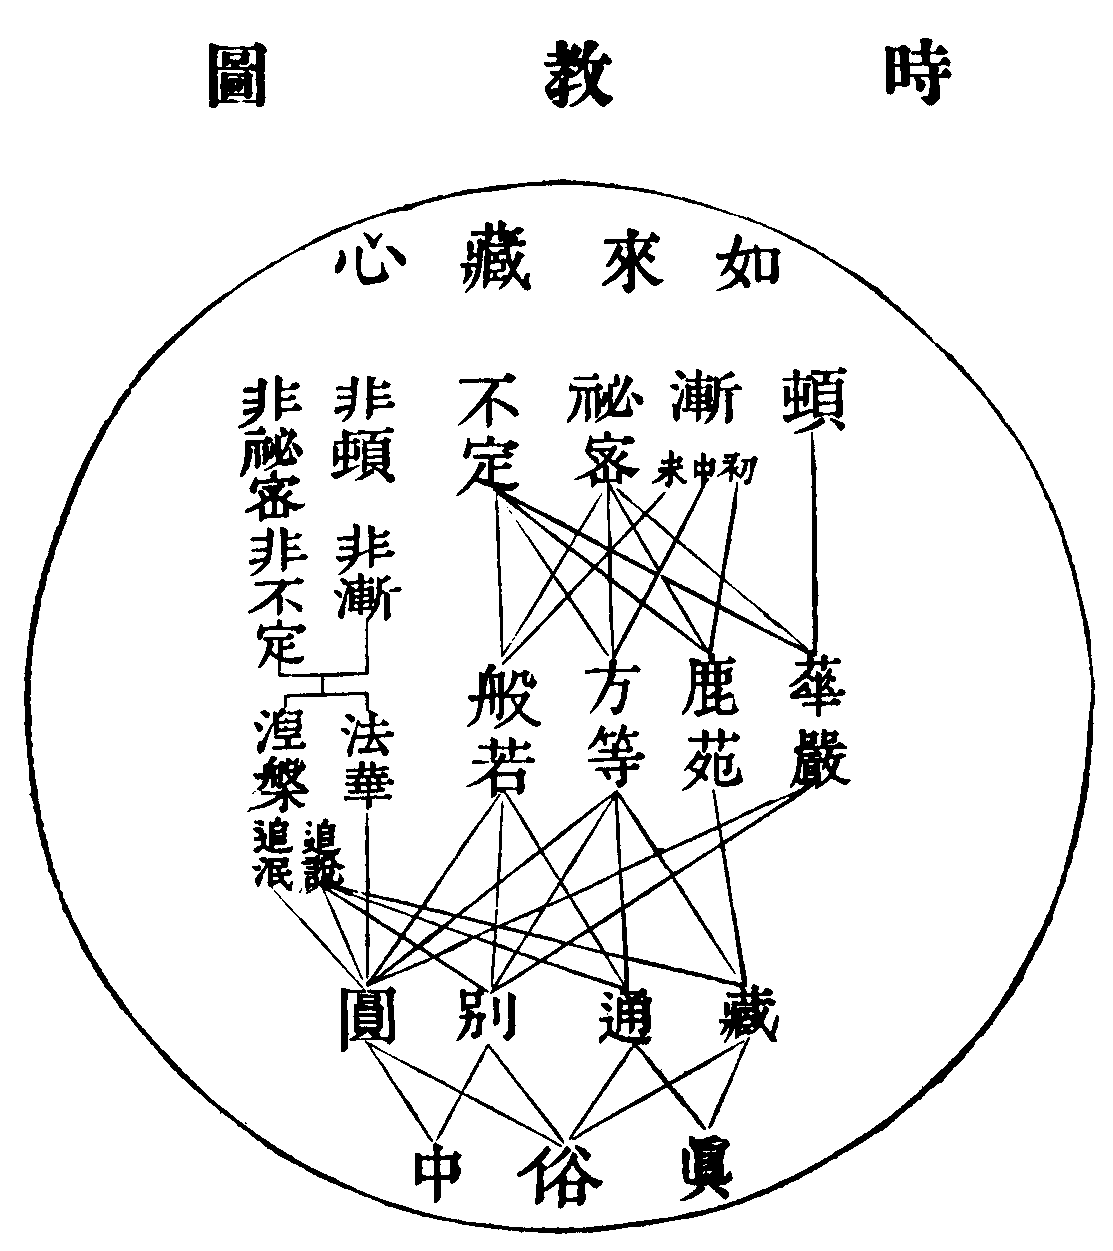 時教圖
如來藏心
頓
漸
初中末
祕密
不定
非頓非漸
非祕密非不定
華嚴
鹿苑
方等
般若
法華
涅槃
追說
追泯
藏通別圓
眞俗中